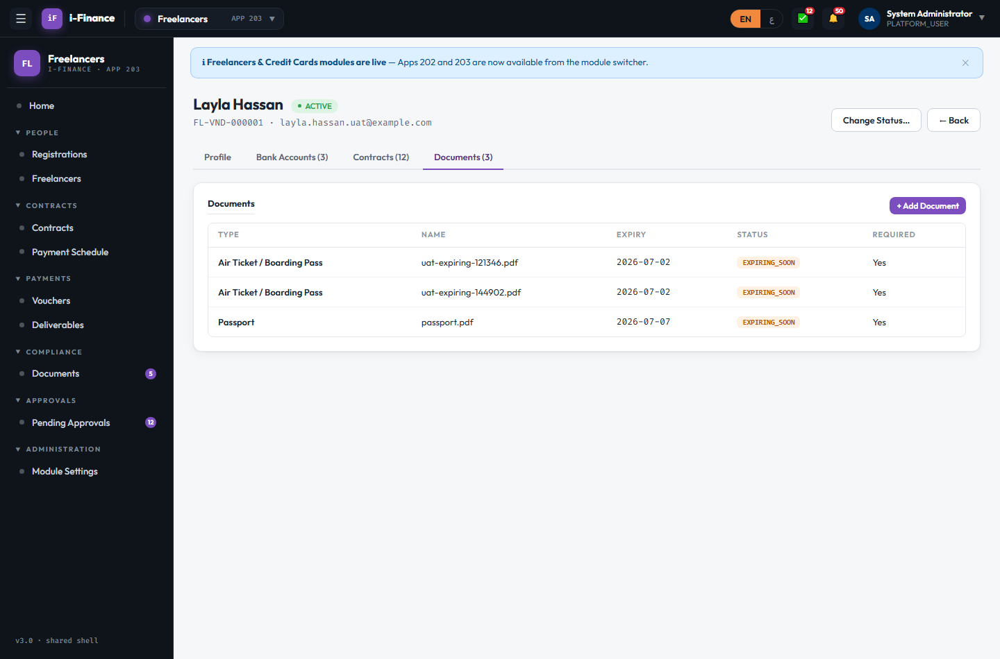 ☰ iF i-Finance Freelancers APP 203 ▼ EN ع 12 50 SA System Administrator ▼
PLATFORM_USER
FL Freelancers
I-FINANCE · APP 203
Home
▼ PEOPLE
Registrations
Freelancers
▼ CONTRACTS
Contracts
Payment Schedule
▼ PAYMENTS
Vouchers
Deliverables
▼ COMPLIANCE
Documents 5
▼ APPROVALS
Pending Approvals 12
▼ ADMINISTRATION
Module Settings
v3.0 · shared shell
i Freelancers & Credit Cards modules are live — Apps 202 and 203 are now available from the module switcher. ×
Layla Hassan • ACTIVE
FL-VND-000001 · layla.hassan.uat@example.com
Change Status... ← Back
Profile Bank Accounts (3) Contracts (12) Documents (3)
Documents + Add Document
TYPE NAME EXPIRY STATUS REQUIRED
Air Ticket / Boarding Pass uat-expiring-121346.pdf 2026-07-02 EXPIRING_SOON Yes
Air Ticket / Boarding Pass uat-expiring-144902.pdf 2026-07-02 EXPIRING_SOON Yes
Passport passport.pdf 2026-07-07 EXPIRING_SOON Yes